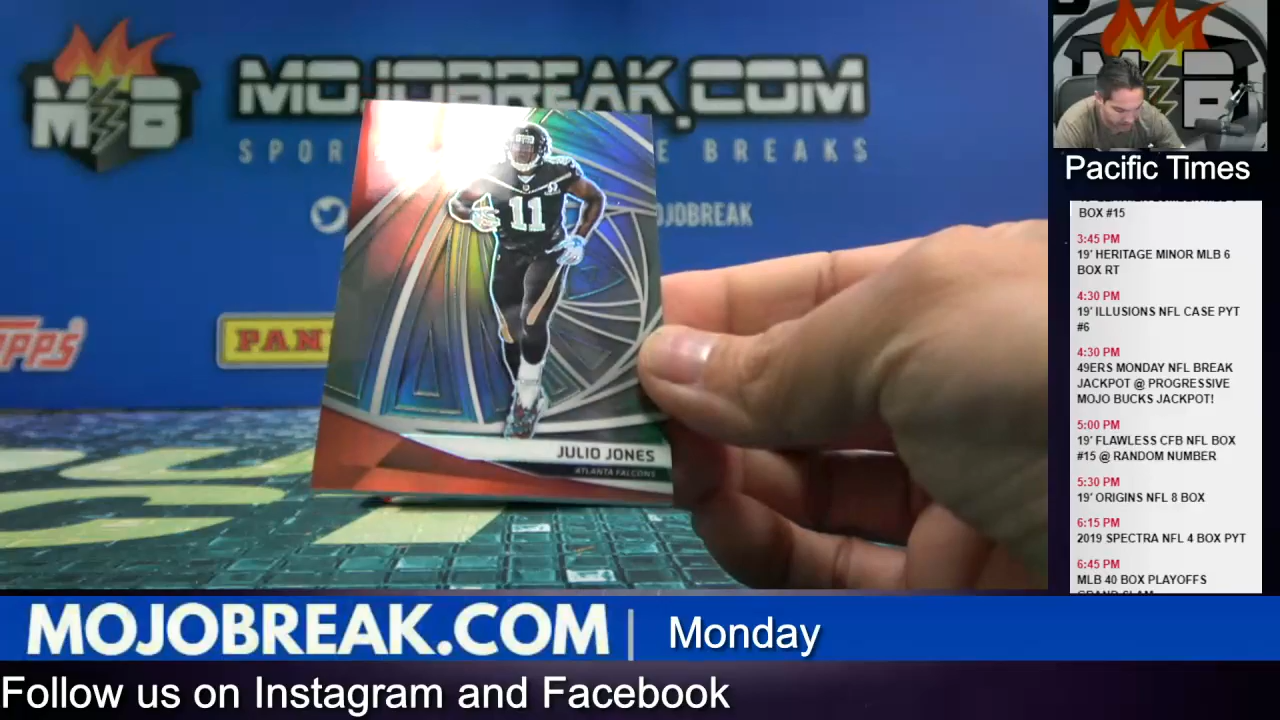 MOJOBREAK.COM
M B
SPOR
E BREAKS
MOJOBREAK
PANI
11
JULIO JONES
ATLANTA FALCONS
Pacific Times
BOX #15
3:45 PM
19' HERITAGE MINOR MLB 6
BOX RT
4:30 PM
19' ILLUSIONS NFL CASE PYT
#6
4:30 PM
49ERS MONDAY NFL BREAK
JACKPOT @ PROGRESSIVE
MOJO BUCKS JACKPOT!
5:00 PM
19' FLAWLESS CFB NFL BOX
#15 @ RANDOM NUMBER
5:30 PM
19' ORIGINS NFL 8 BOX
6:15 PM
2019 SPECTRA NFL 4 BOX PYT
6:45 PM
MLB 40 BOX PLAYOFFS
MOJOBREAK.COM | Monday
Follow us on Instagram and Facebook